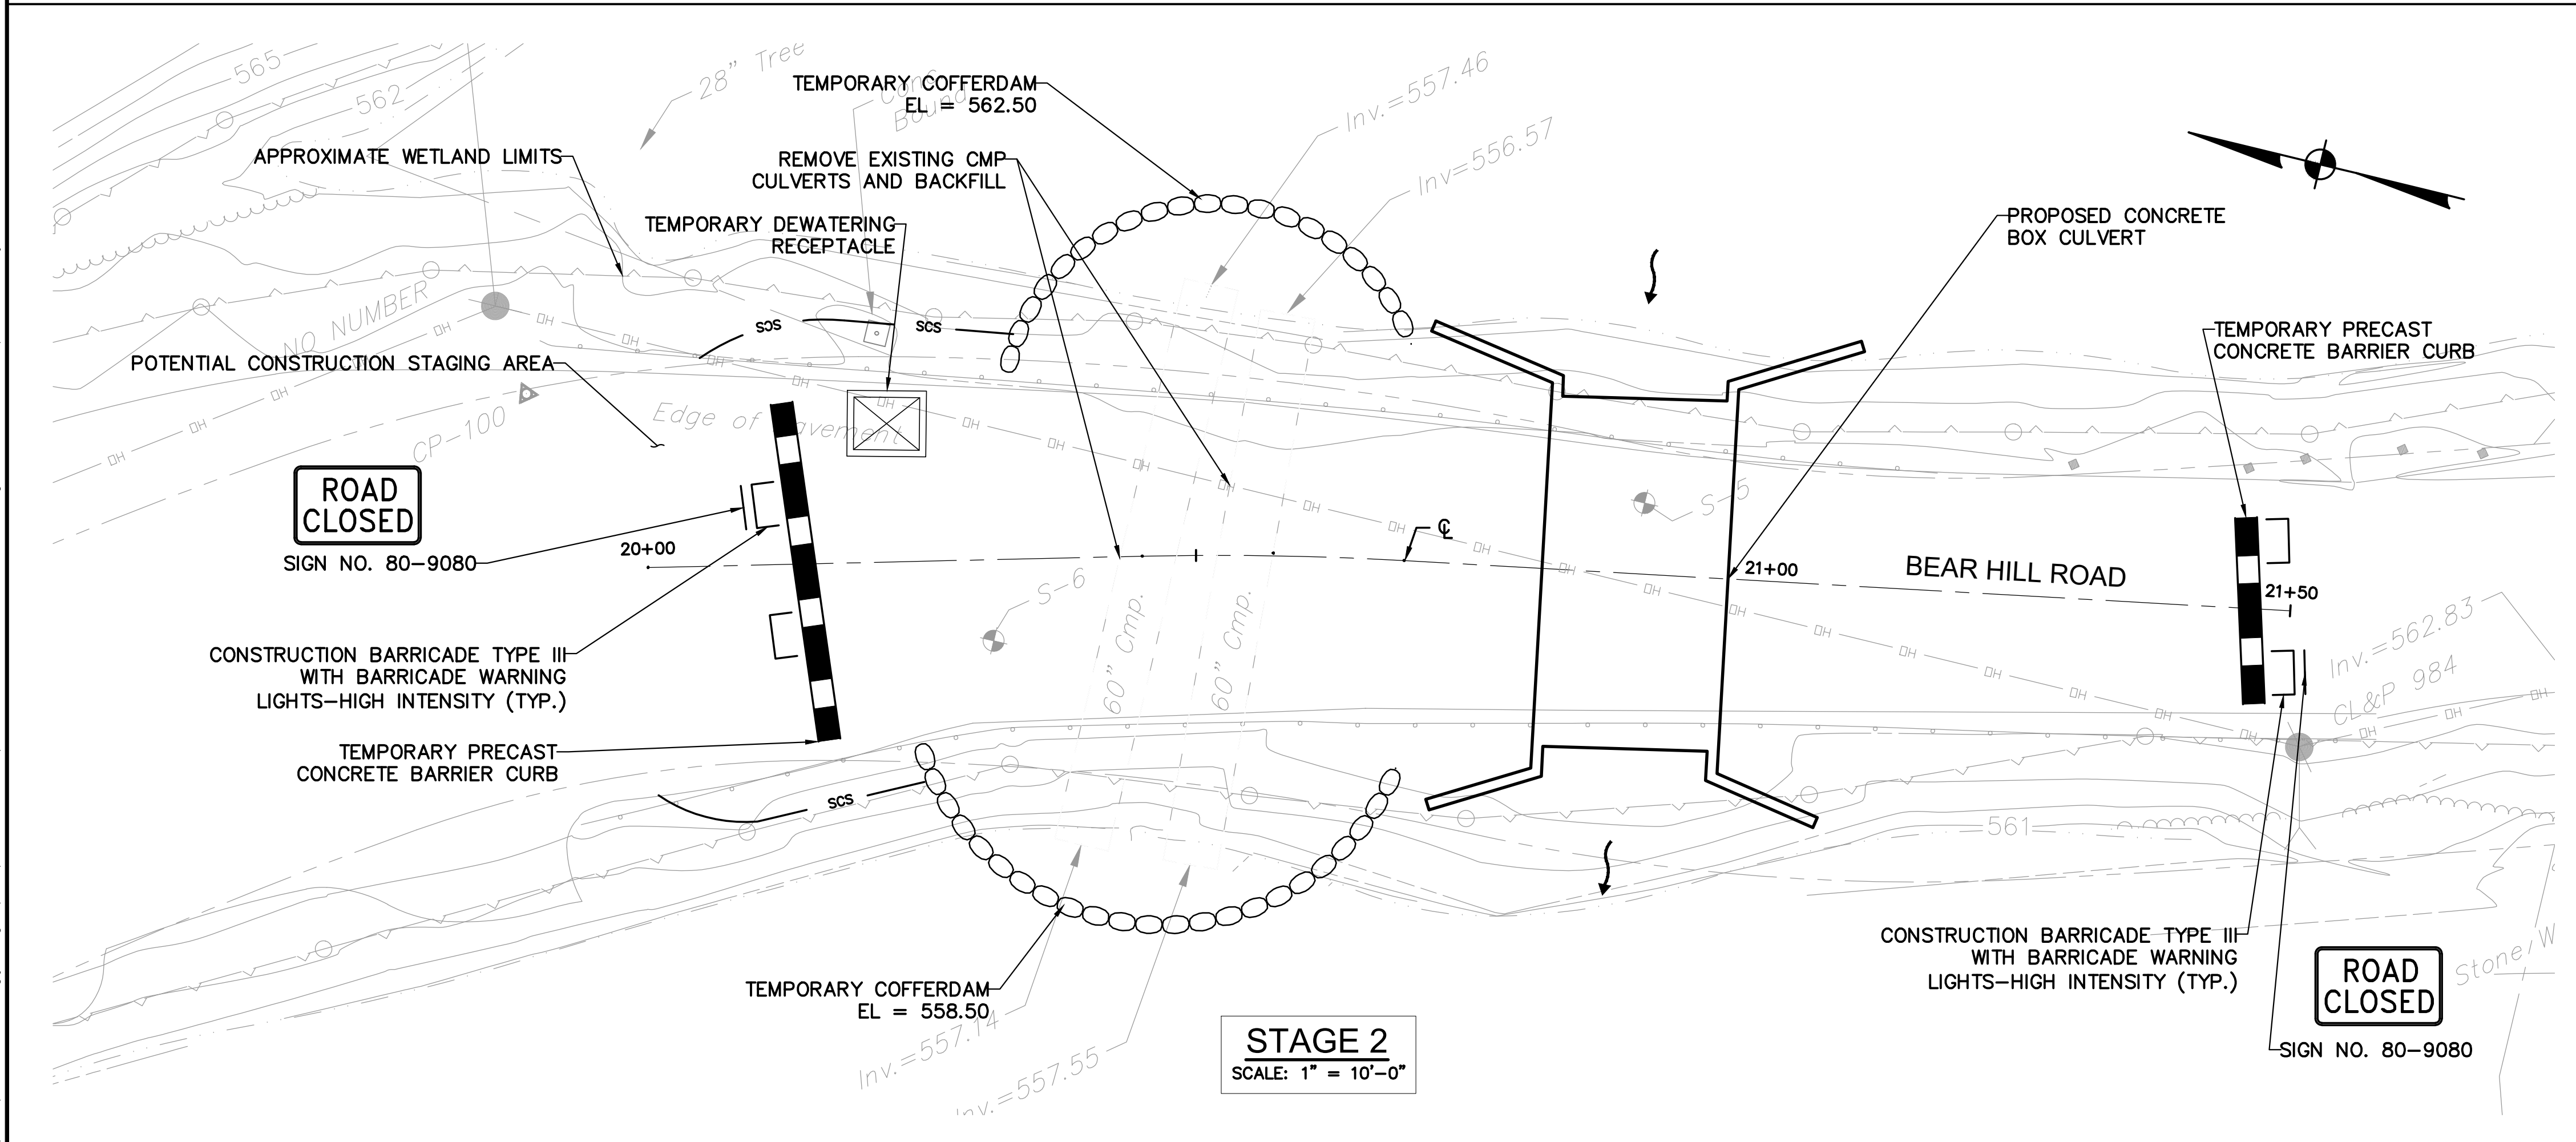 565
562
28" Tree
TEMPORARY COFFERDAM
EL = 562.50
Bound
Inv.=557.46
Inv=556.57
APPROXIMATE WETLAND LIMITS
REMOVE EXISTING CMP
CULVERTS AND BACKFILL
TEMPORARY DEWATERING
RECEPTACLE
PROPOSED CONCRETE
BOX CULVERT
NO NUMBER
OH
SCS
SCS
TEMPORARY PRECAST
CONCRETE BARRIER CURB
POTENTIAL CONSTRUCTION STAGING AREA
CP-100
Edge of Pavement
ROAD
CLOSED
SIGN NO. 80-9080
20+00
℄
S-5
21+00
BEAR HILL ROAD
21+50
S-6
60" Cmp.
60" Cmp.
CONSTRUCTION BARRICADE TYPE III
WITH BARRICADE WARNING
LIGHTS-HIGH INTENSITY (TYP.)
Inv.=562.83
CL&P 984
TEMPORARY PRECAST
CONCRETE BARRIER CURB
SCS
561
TEMPORARY COFFERDAM
EL = 558.50
Inv.=557.14
Inv.=557.55
CONSTRUCTION BARRICADE TYPE III
WITH BARRICADE WARNING
LIGHTS-HIGH INTENSITY (TYP.)
ROAD
CLOSED
Stone W
SIGN NO. 80-9080
STAGE 2
SCALE: 1" = 10'-0"